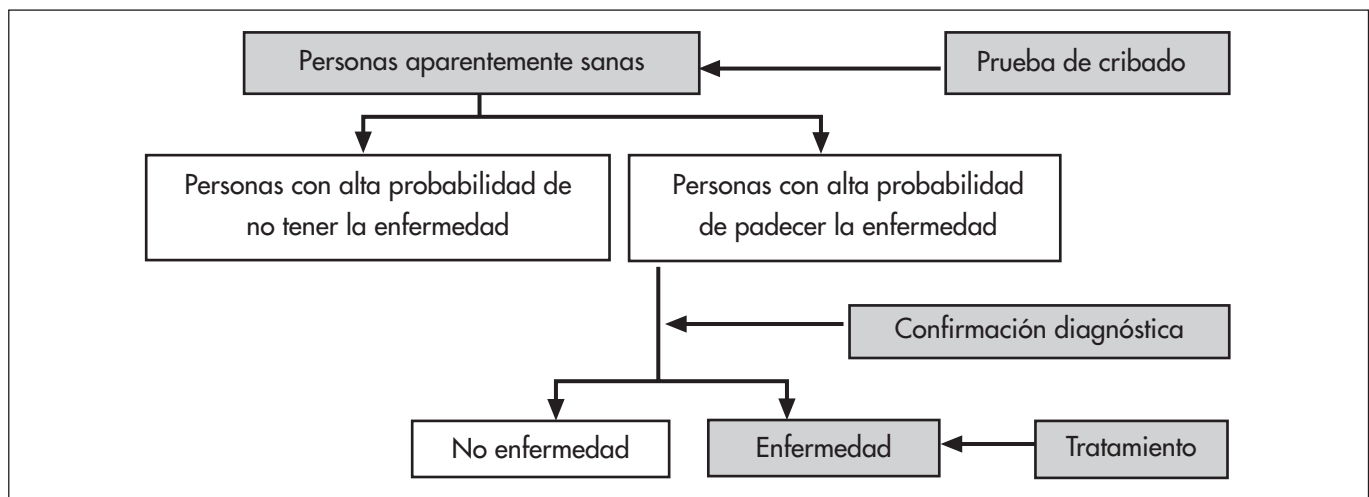 Personas aparentemente sanas
Prueba de cribado
Personas con alta probabilidad de
no tener la enfermedad
Personas con alta probabilidad
de padecer la enfermedad
Confirmación diagnóstica
No enfermedad
Enfermedad
Tratamiento